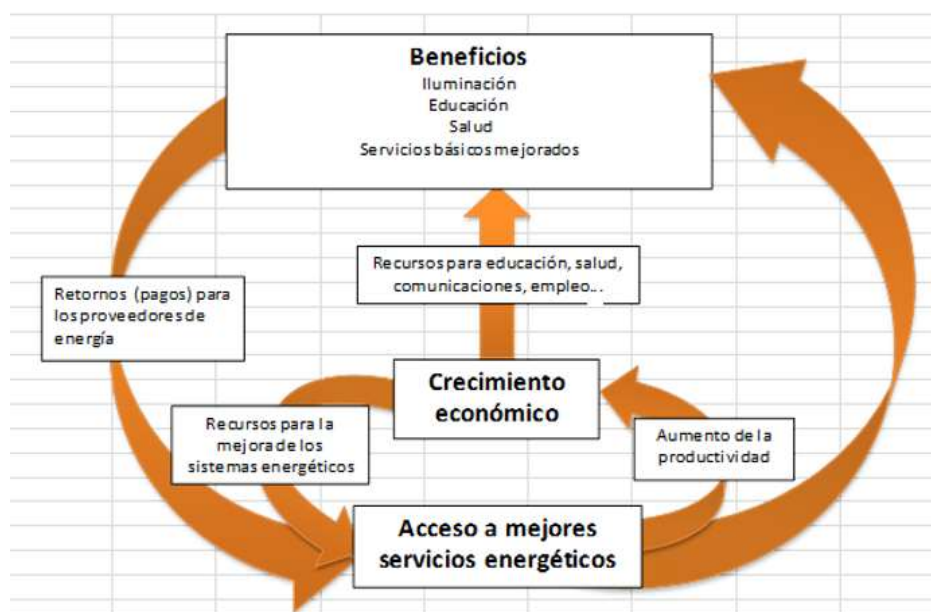 Beneficios
Iluminación
Educación
Salud
Servicios básicos mejorados
Recursos para educación, salud,
comunicaciones, empleo...
Retornos (pagos) para
los proveedores de
energía
Crecimiento
económico
Recursos para la
mejora de los
sistemas energéticos
Aumento de la
productividad
Acceso a mejores
servicios energéticos